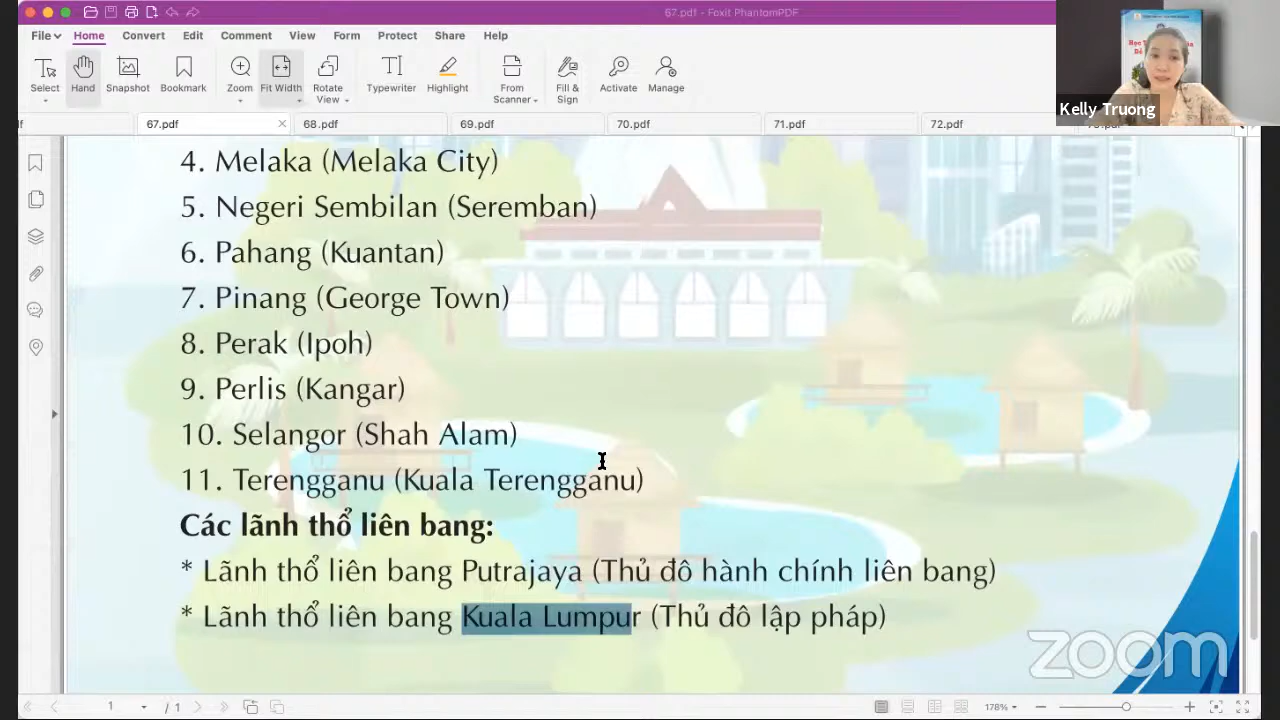 67.pdf - Foxit PhantomPDF
File Home Convert Edit Comment View Form Protect Share Help
Select Hand Snapshot Bookmark Zoom Fit Width Rotate View Typewriter Highlight From Scanner Fill & Sign Activate Manage
Kelly Truong
67.pdf 68.pdf 69.pdf 70.pdf 71.pdf 72.pdf
4. Melaka (Melaka City)
5. Negeri Sembilan (Seremban)
6. Pahang (Kuantan)
7. Pinang (George Town)
8. Perak (Ipoh)
9. Perlis (Kangar)
10. Selangor (Shah Alam)
11. Terengganu (Kuala Terengganu)
Các lãnh thổ liên bang:
* Lãnh thổ liên bang Putrajaya (Thủ đô hành chính liên bang)
* Lãnh thổ liên bang Kuala Lumpur (Thủ đô lập pháp)
zoom
1 / 1 178%